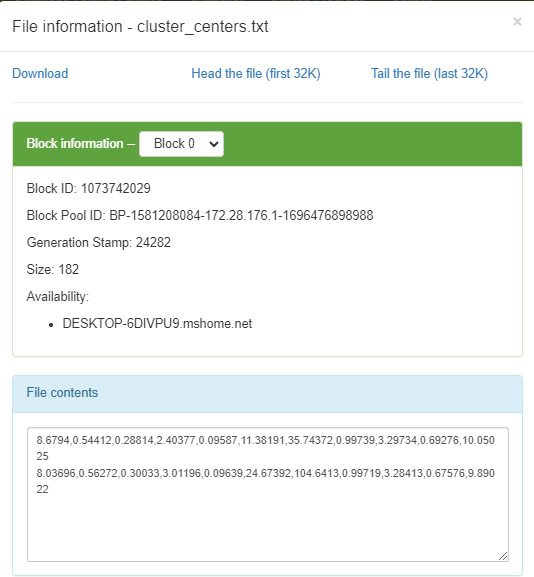 File information - cluster_centers.txt
×
Download Head the file (first 32K) Tail the file (last 32K)
Block information -- Block 0
Block ID: 1073742029
Block Pool ID: BP-1581208084-172.28.176.1-1696476898988
Generation Stamp: 24282
Size: 182
Availability:
• DESKTOP-6DIVPU9.mshome.net
File contents
8.6794,0.54412,0.28814,2.40377,0.09587,11.38191,35.74372,0.99739,3.29734,0.69276,10.050
25
8.03696,0.56272,0.30033,3.01196,0.09639,24.67392,104.6413,0.99719,3.28413,0.67576,9.890
22